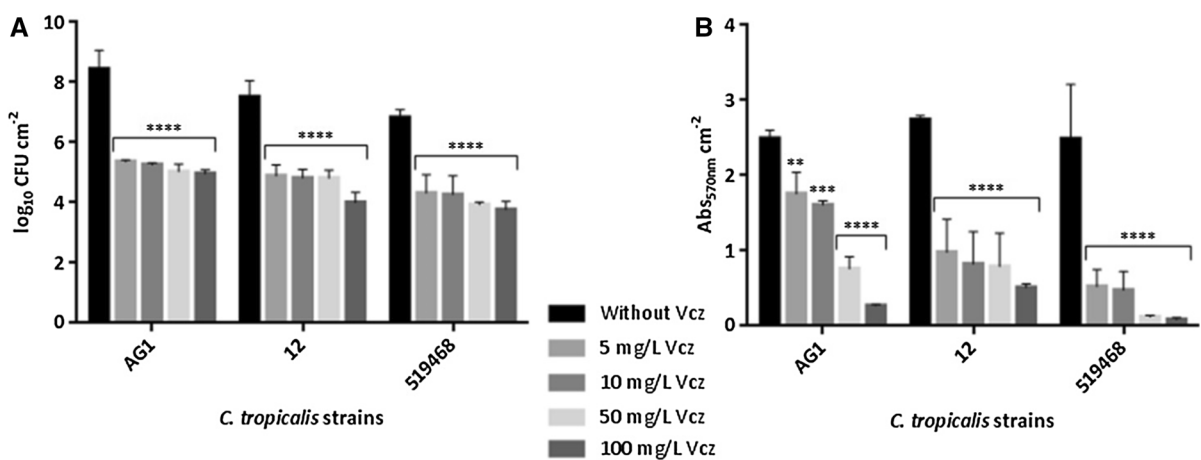 A
10
8
6
4
2
0
log10 CFU cm-2
****
****
****
AG1
12
519468
C. tropicalis strains
Without Vcz
5 mg/L Vcz
10 mg/L Vcz
50 mg/L Vcz
100 mg/L Vcz
B
4
3
2
1
0
Abs570nm cm-2
**
***
****
****
****
AG1
12
519468
C. tropicalis strains